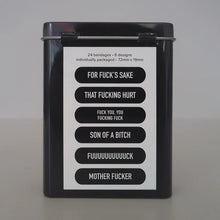 24 bandages - 6 designs
individually packaged - 72mm x 19mm
FOR FUCK'S SAKE
THAT FUCKING HURT
FUCK YOU, YOU
FUCKING FUCK
SON OF A BITCH
FUUUUUUUUUUCK
MOTHER FUCKER